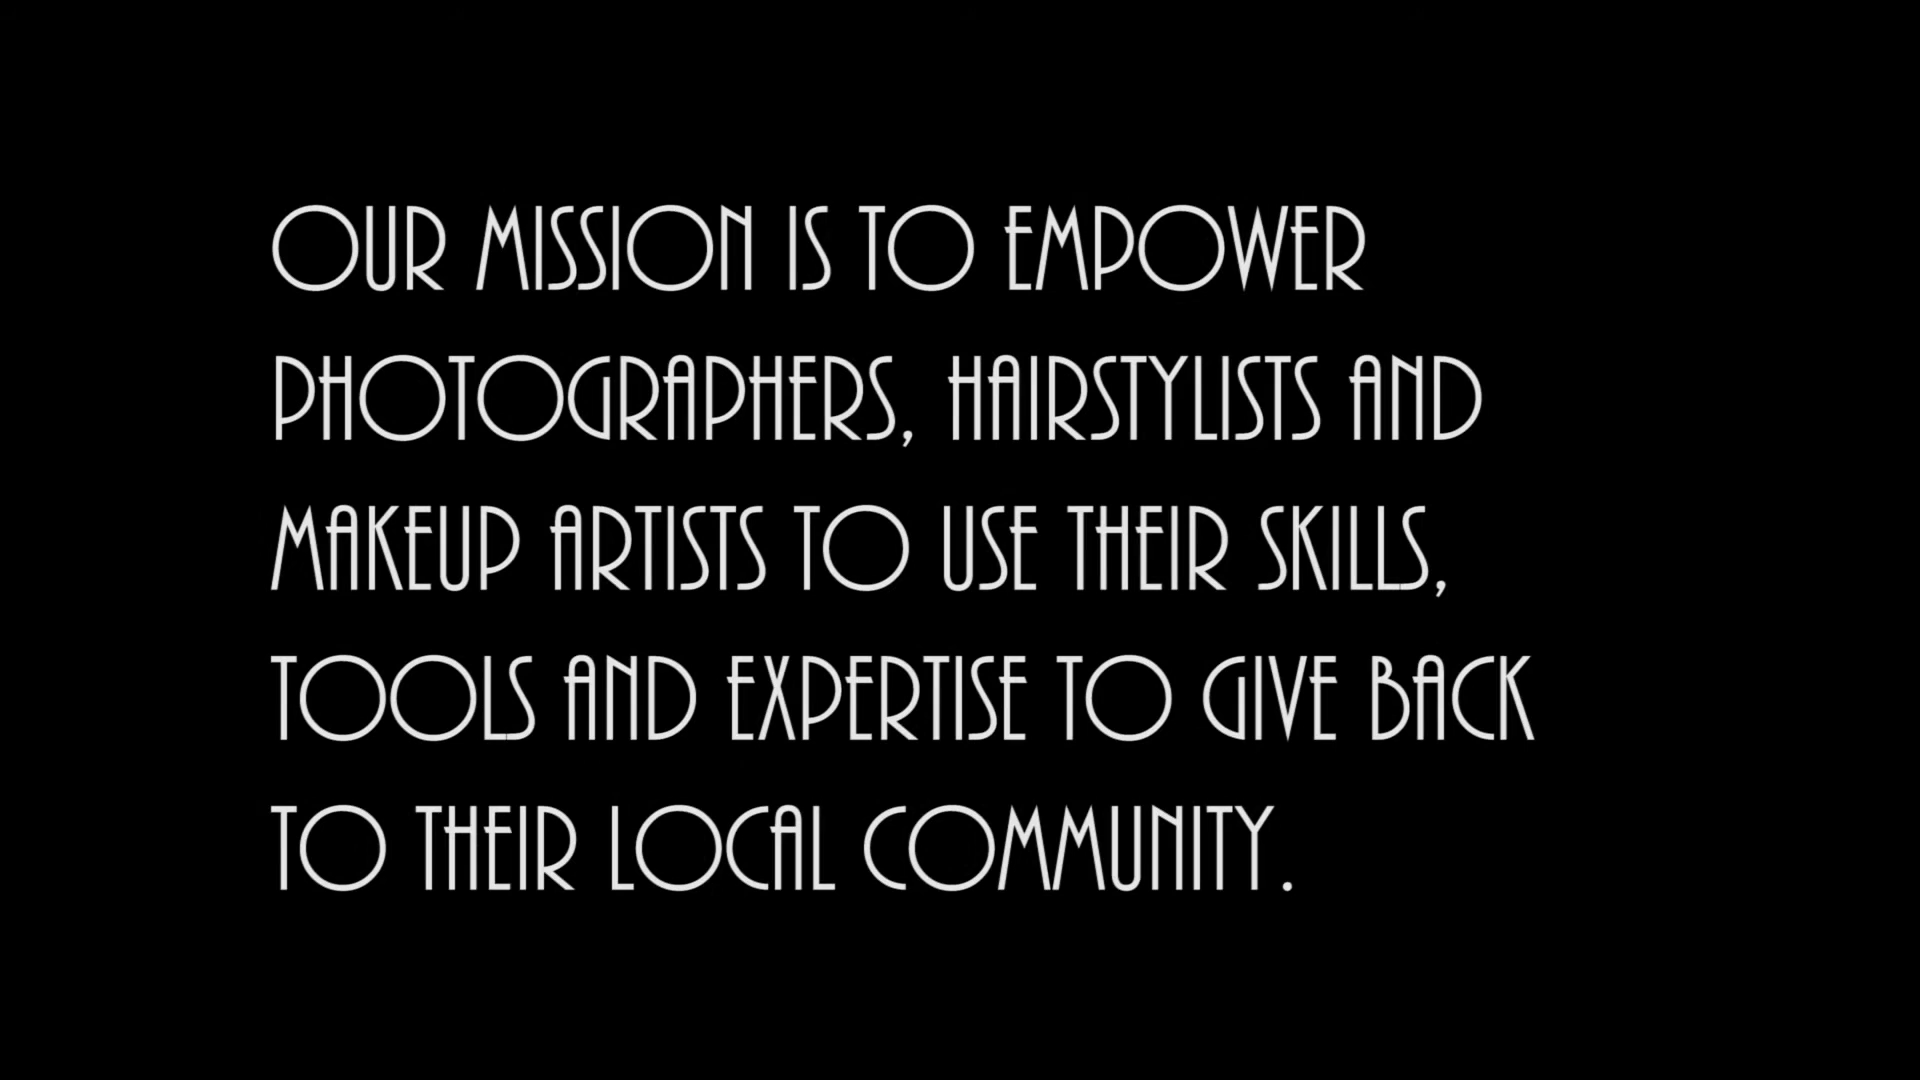 OUR MISSION IS TO EMPOWER
PHOTOGRAPHERS, HAIRSTYLISTS AND
MAKEUP ARTISTS TO USE THEIR SKILLS,
TOOLS AND EXPERTISE TO GIVE BACK
TO THEIR LOCAL COMMUNITY.